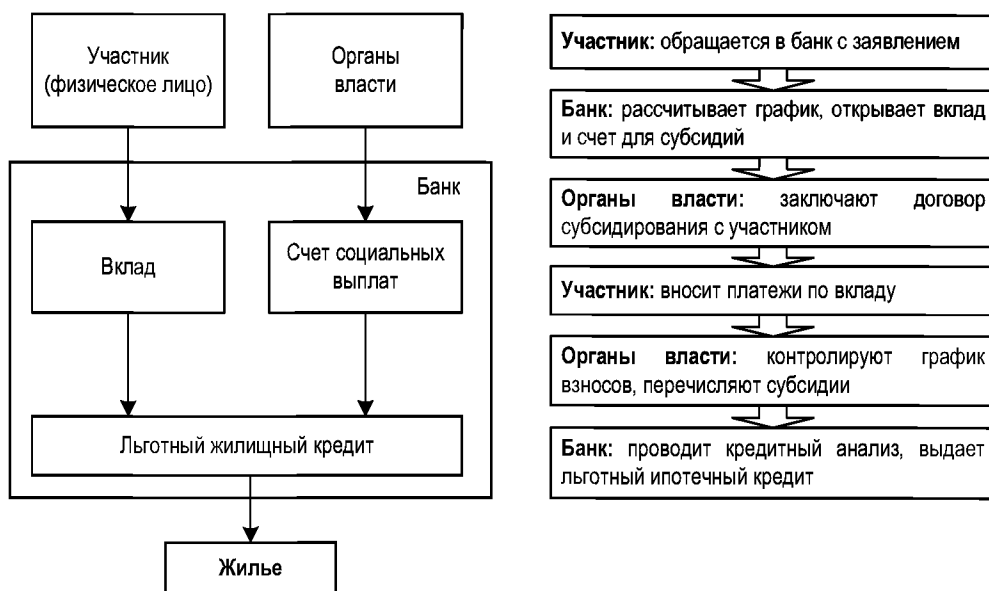 Участник
(физическое лицо)
Органы
власти
Банк
Вклад
Счет социальных
выплат
Льготный жилищный кредит
Жилье
Участник: обращается в банк с заявлением
Банк: рассчитывает график, открывает вклад
и счет для субсидий
Органы власти: заключают договор
субсидирования с участником
Участник: вносит платежи по вкладу
Органы власти: контролируют график
взносов, перечисляют субсидии
Банк: проводит кредитный анализ, выдает
льготный ипотечный кредит